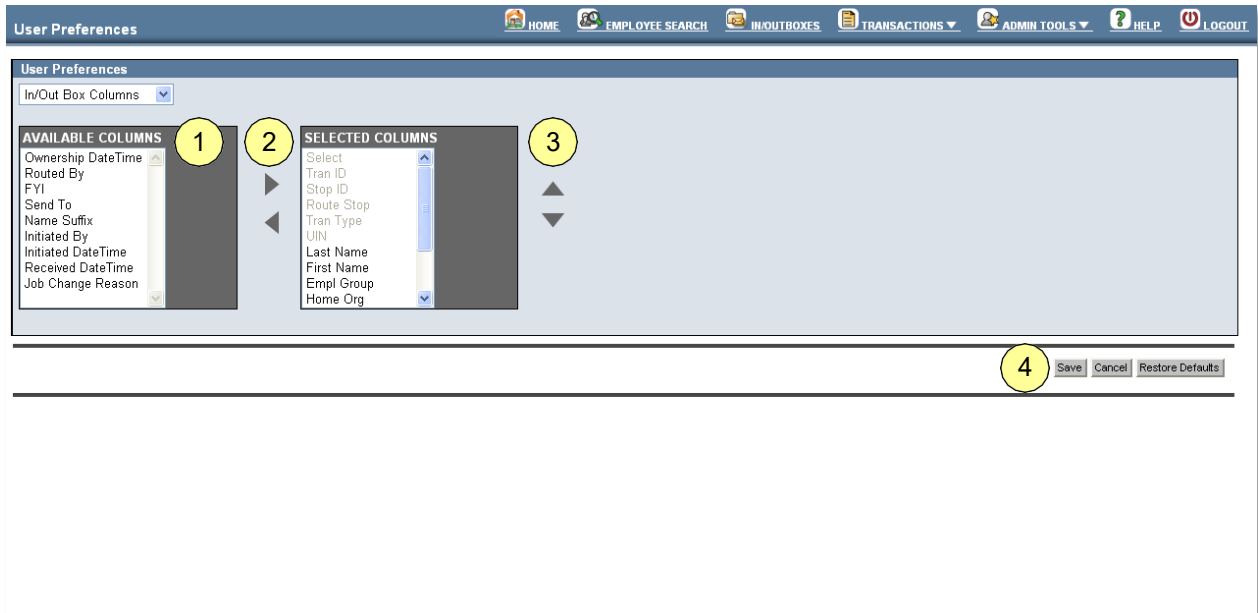 User Preferences
HOME EMPLOYEE SEARCH IN/OUTBOXES TRANSACTIONS ADMIN TOOLS HELP LOGOUT
User Preferences
In/Out Box Columns
AVAILABLE COLUMNS
1
Ownership DateTime
Routed By
FYI
Send To
Name Suffix
Initiated By
Initiated DateTime
Received DateTime
Job Change Reason
2
SELECTED COLUMNS
Select
Tran ID
Stop ID
Route Stop
Tran Type
UIN
Last Name
First Name
Empl Group
Home Org
3
4
Save Cancel Restore Defaults